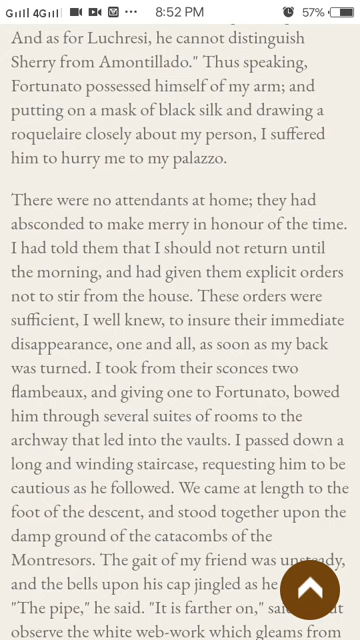 4G 8:52 PM 57%
And as for Luchresi, he cannot distinguish
Sherry from Amontillado." Thus speaking,
Fortunato possessed himself of my arm; and
putting on a mask of black silk and drawing a
roquelaire closely about my person, I suffered
him to hurry me to my palazzo.
There were no attendants at home; they had
absconded to make merry in honour of the time.
I had told them that I should not return until
the morning, and had given them explicit orders
not to stir from the house. These orders were
sufficient, I well knew, to insure their immediate
disappearance, one and all, as soon as my back
was turned. I took from their sconces two
flambeaux, and giving one to Fortunato, bowed
him through several suites of rooms to the
archway that led into the vaults. I passed down a
long and winding staircase, requesting him to be
cautious as he followed. We came at length to the
foot of the descent, and stood together upon the
damp ground of the catacombs of the
Montresors. The gait of my friend was unsteady,
and the bells upon his cap jingled as he
"The pipe," he said. "It is farther on,"
observe the white web-work which gleams from